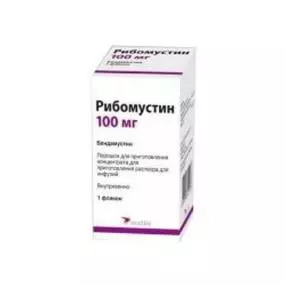 Рибомустин
100 мг
Бендамустин
Порошок для приготовления
концентрата для
приготовления раствора для
инфузий
Внутривенно
1 флакон